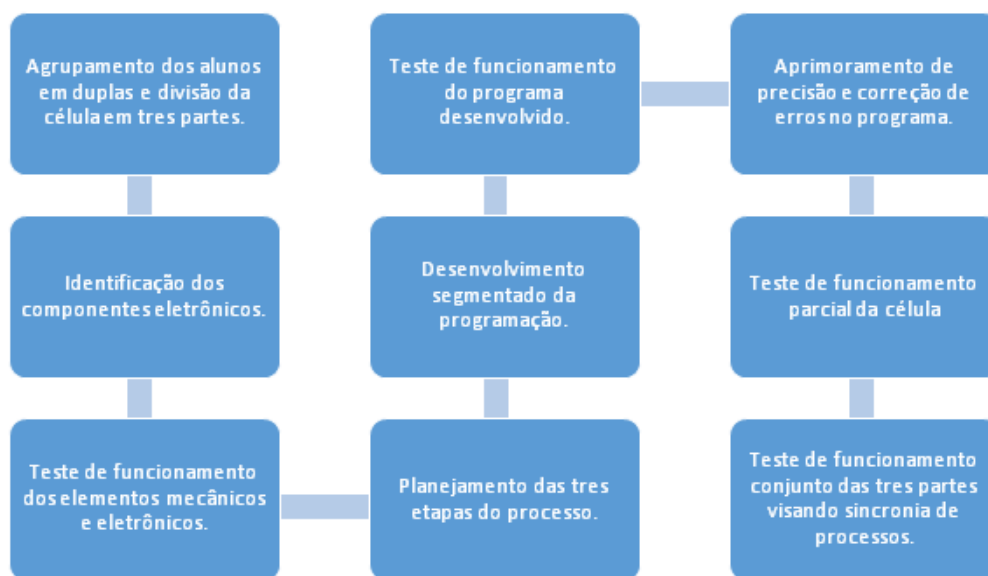 Agrupamento dos alunos
em duplas e divisão da
célula em tres partes.
Identificação dos
componentes eletrônicos.
Teste de funcionamento
dos elementos mecânicos
e eletrônicos.
Planejamento das tres
etapas do processo.
Desenvolvimento
segmentado da
programação.
Teste de funcionamento
do programa
desenvolvido.
Aprimoramento de
precisão e correção de
erros no programa.
Teste de funcionamento
parcial da célula
Teste de funcionamento
conjunto das tres partes
visando sincronia de
processos.